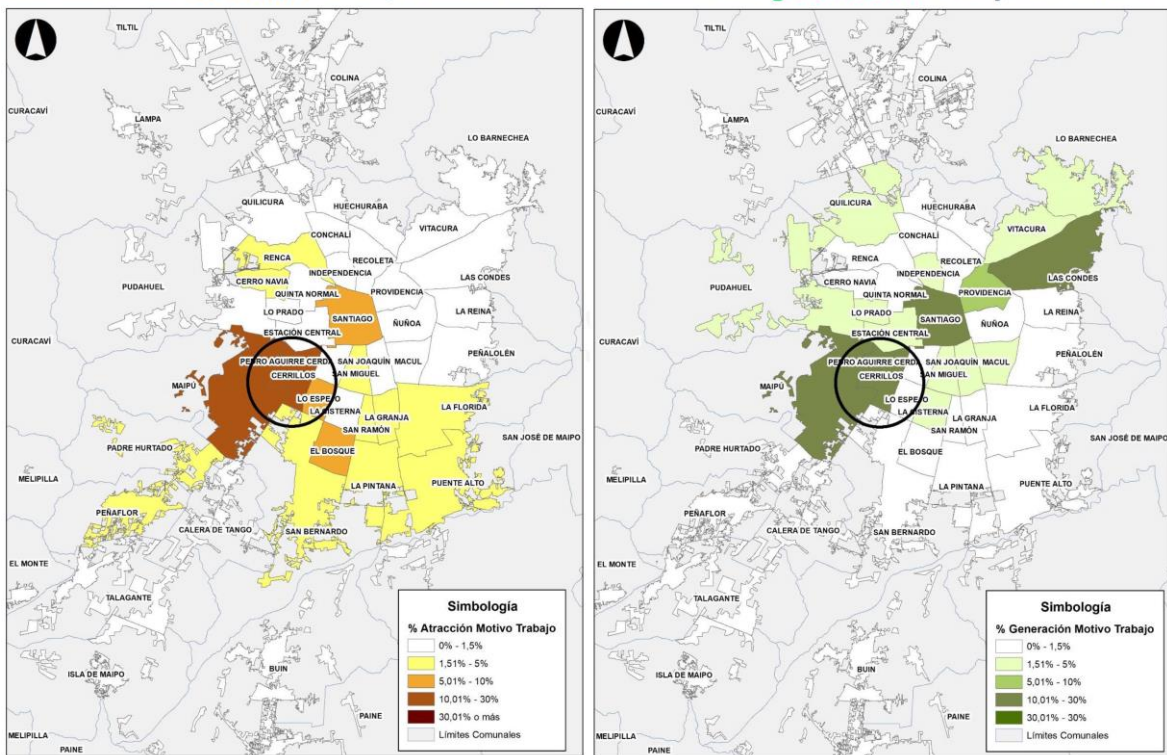 TILTIL
COLINA
CURACAVÍ
LAMPA
LO BARNECHEA
QUILICURA
HUECHURABA
CONCHALÍ
VITACURA
RENCA
RECOLETA
INDEPENDENCIA
LAS CONDES
CERRO NAVIA
PUDAHUEL
QUINTA NORMAL
PROVIDENCIA
LO PRADO
SANTIAGO
LA REINA
ÑUÑOA
ESTACIÓN CENTRAL
CURACAVÍ
PEDRO AGUIRRE CERDA
SAN JOAQUÍN
MACUL
PEÑALOLÉN
CERRILLOS
SAN MIGUEL
MAIPÚ
LO ESPEJO
LA CISTERNA
LA GRANJA
LA FLORIDA
SAN RAMÓN
SAN JOSÉ DE MAIPO
PADRE HURTADO
EL BOSQUE
MELIPILLA
LA PINTANA
PUENTE ALTO
PEÑAFLOR
CALERA DE TANGO
SAN BERNARDO
EL MONTE
TALAGANTE
BUIN
ISLA DE MAIPO
PAINE
MELIPILLA
PAINE
Simbología
% Atracción Motivo Trabajo
0% - 1,5%
1,51% - 5%
5,01% - 10%
10,01% - 30%
30,01% o más
Límites Comunales
TILTIL
COLINA
CURACAVÍ
LAMPA
LO BARNECHEA
QUILICURA
HUECHURABA
CONCHALÍ
VITACURA
RENCA
RECOLETA
INDEPENDENCIA
LAS CONDES
CERRO NAVIA
PUDAHUEL
QUINTA NORMAL
PROVIDENCIA
LO PRADO
SANTIAGO
LA REINA
ÑUÑOA
ESTACIÓN CENTRAL
CURACAVÍ
PEDRO AGUIRRE CERDA
SAN JOAQUÍN
MACUL
PEÑALOLÉN
CERRILLOS
SAN MIGUEL
MAIPÚ
LO ESPEJO
LA CISTERNA
LA GRANJA
LA FLORIDA
SAN RAMÓN
SAN JOSÉ DE MAIPO
PADRE HURTADO
EL BOSQUE
MELIPILLA
LA PINTANA
PUENTE ALTO
PEÑAFLOR
CALERA DE TANGO
SAN BERNARDO
EL MONTE
TALAGANTE
BUIN
ISLA DE MAIPO
PAINE
MELIPILLA
PAINE
Simbología
% Generación Motivo Trabajo
0% - 1,5%
1,51% - 5%
5,01% - 10%
10,01% - 30%
30,01% - 30%
Límites Comunales